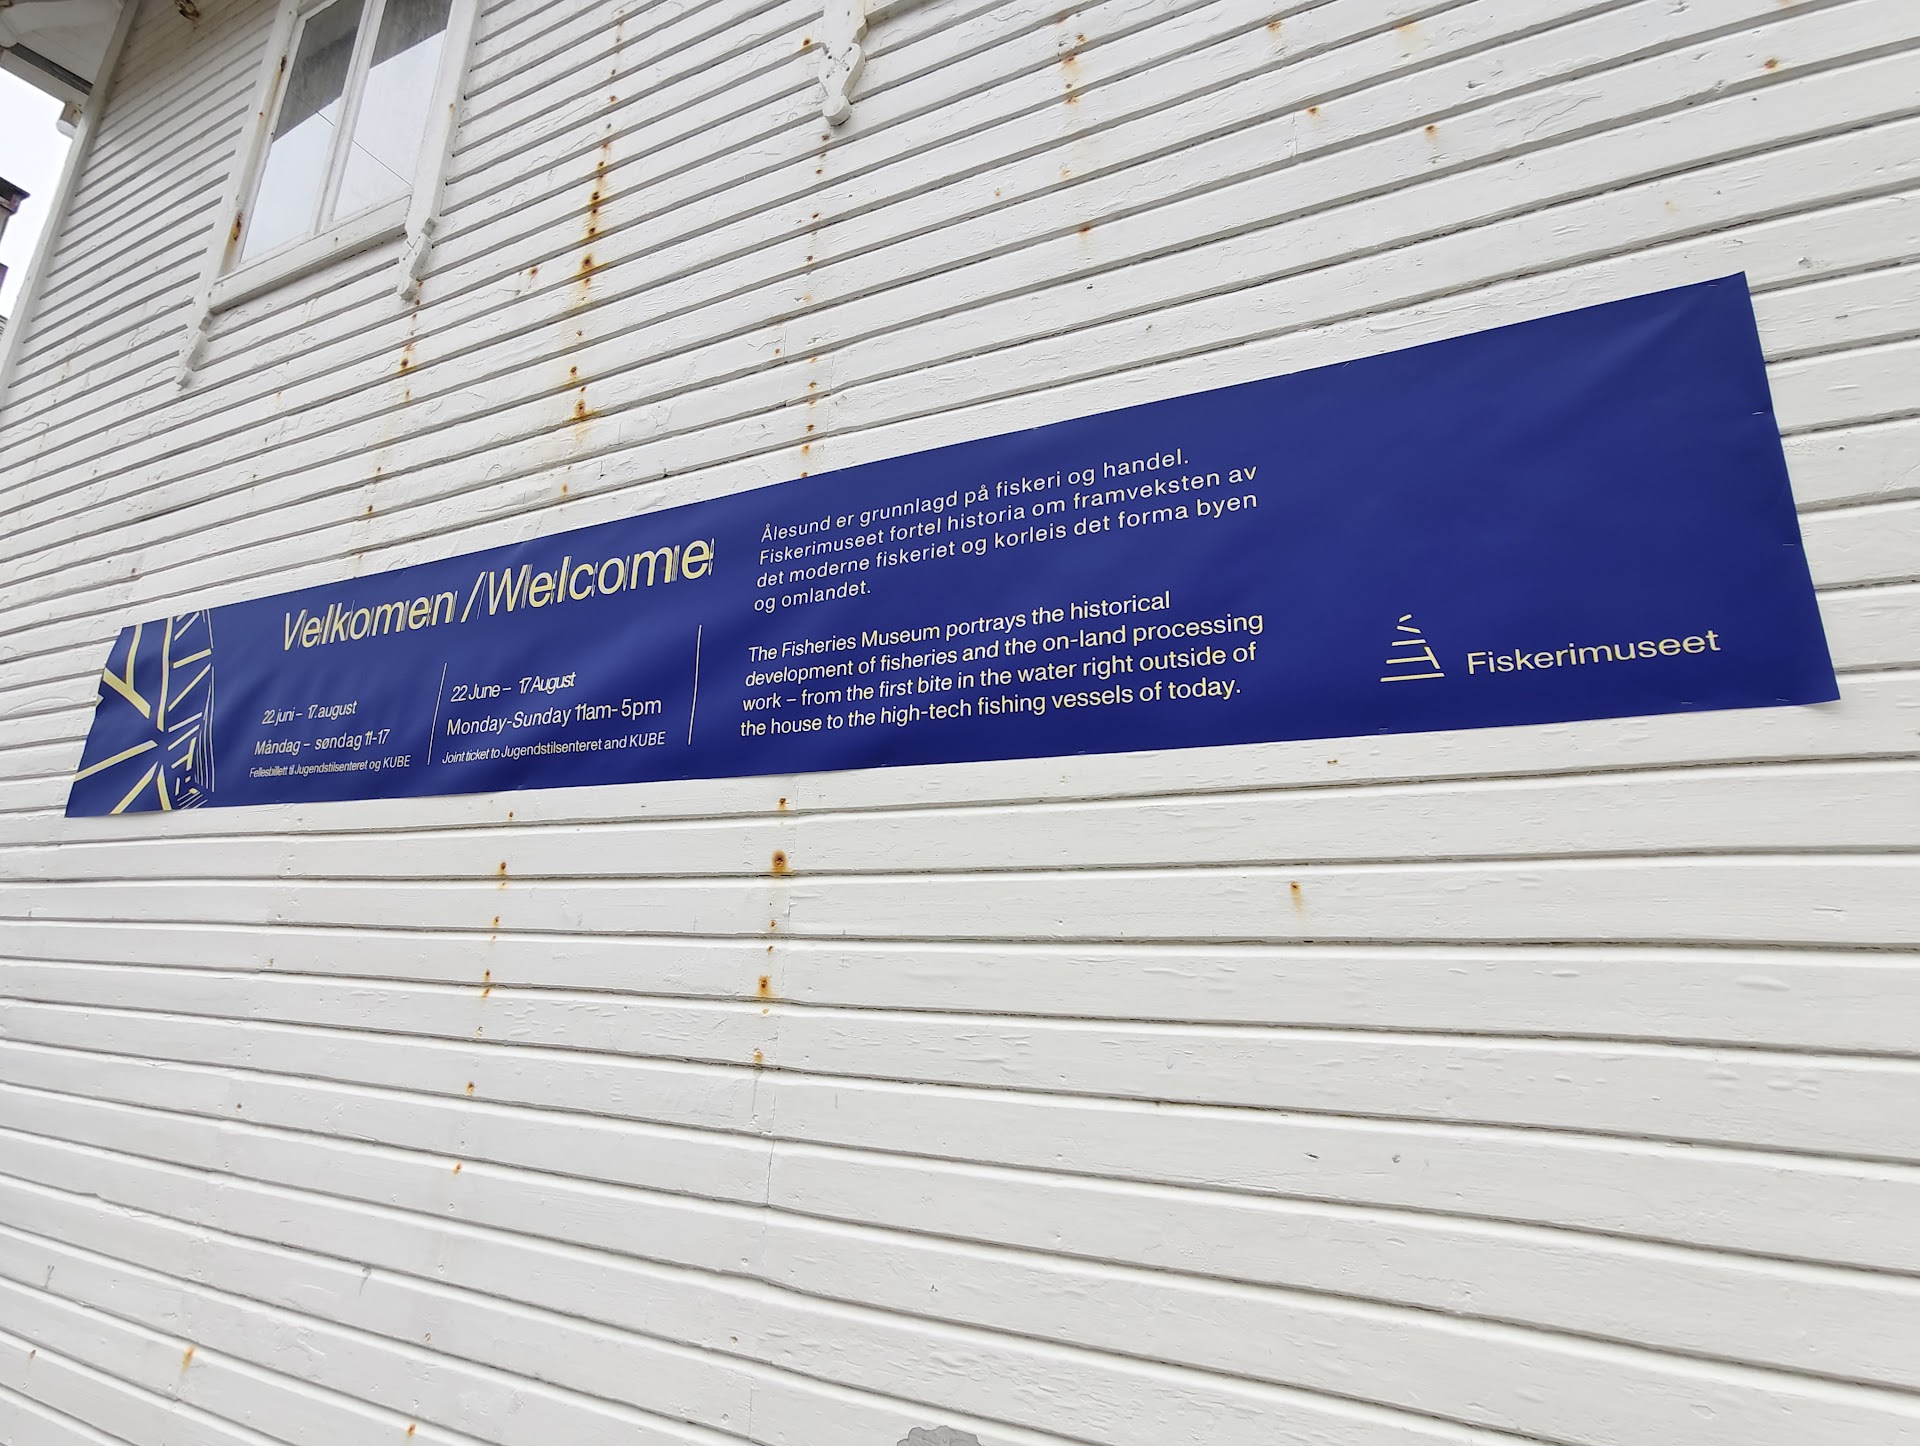 Velkomen / Welcome
22. juni – 17. august
Måndag – søndag 11-17
Fellesbillett til Jugendstilsenteret og KUBE
22 June – 17 August
Monday-Sunday 11am- 5pm
Joint ticket to Jugendstilsenteret and KUBE
Ålesund er grunnlagd på fiskeri og handel.
Fiskerimuseet fortel historia om framveksten av
det moderne fiskeriet og korleis det forma byen
og omlandet.
The Fisheries Museum portrays the historical
development of fisheries and the on-land processing
work – from the first bite in the water right outside of
the house to the high-tech fishing vessels of today.
Fiskerimuseet